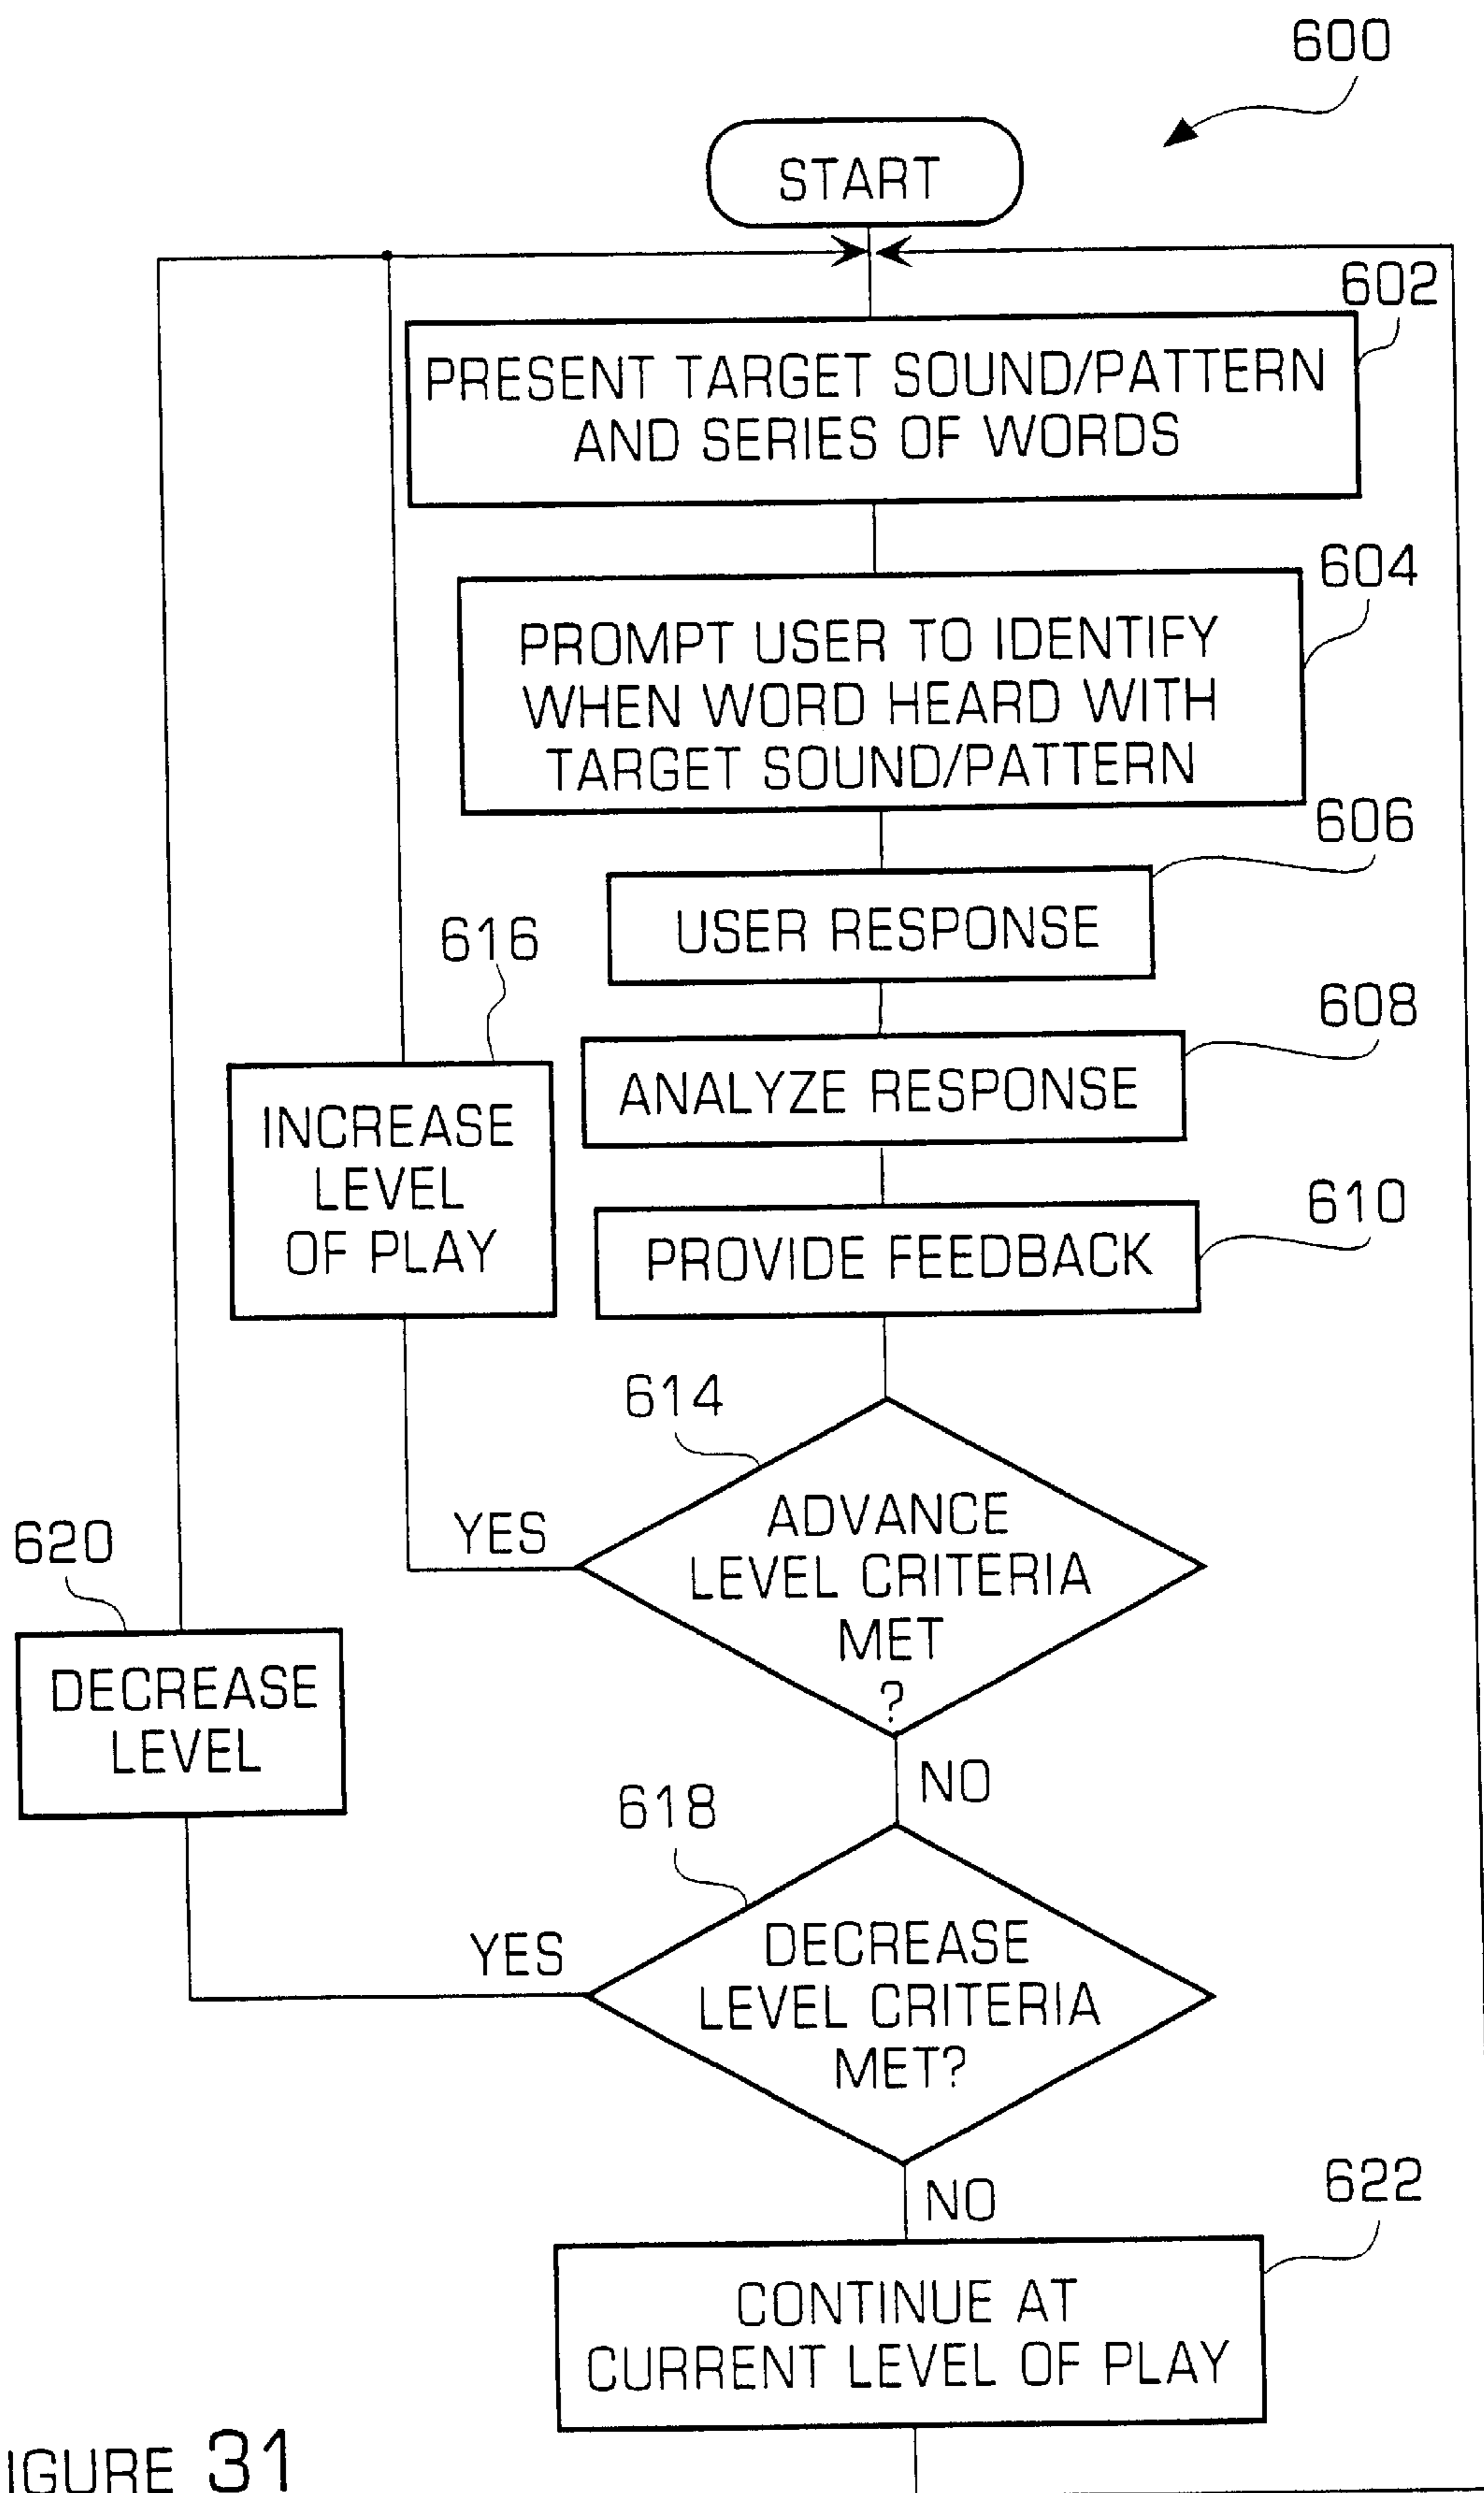 600
START
602
PRESENT TARGET SOUND/PATTERN
AND SERIES OF WORDS
604
PROMPT USER TO IDENTIFY
WHEN WORD HEARD WITH
TARGET SOUND/PATTERN
606
USER RESPONSE
616
608
ANALYZE RESPONSE
INCREASE
LEVEL
OF PLAY
610
PROVIDE FEEDBACK
614
ADVANCE
LEVEL CRITERIA
MET
?
YES
620
DECREASE
LEVEL
NO
618
DECREASE
LEVEL CRITERIA
MET?
YES
NO
622
CONTINUE AT
CURRENT LEVEL OF PLAY
IGURE 31